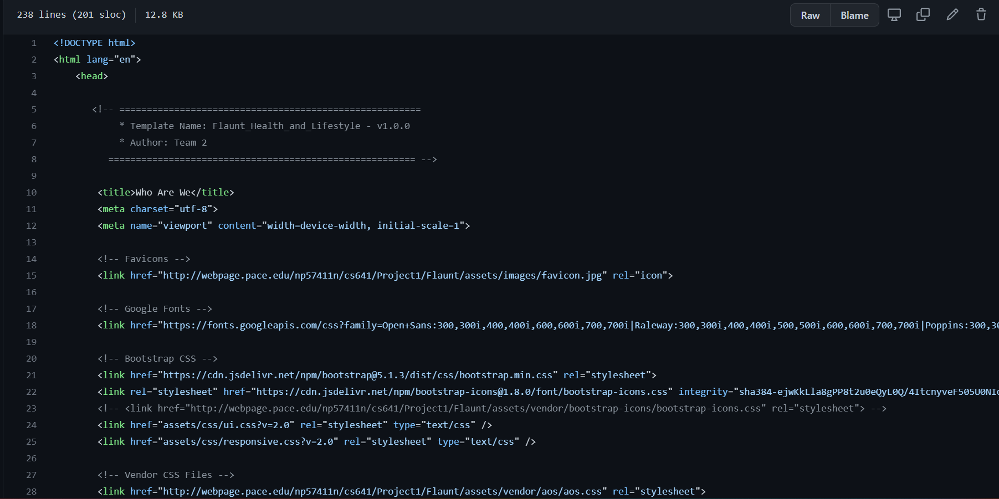 238 lines (201 sloc) 12.8 KB Raw Blame
1 <!DOCTYPE html>
2 <html lang="en">
3 <head>
4
5 <!-- =======================================================
6 * Template Name: Flaunt_Health_and_Lifestyle - v1.0.0
7 * Author: Team 2
8 ======================================================== -->
9
10 <title>Who Are We</title>
11 <meta charset="utf-8">
12 <meta name="viewport" content="width=device-width, initial-scale=1">
13
14 <!-- Favicons -->
15 <link href="http://webpage.pace.edu/np57411n/cs641/Project1/Flaunt/assets/images/favicon.jpg" rel="icon">
16
17 <!-- Google Fonts -->
18 <link href="https://fonts.googleapis.com/css?family=Open+Sans:300,300i,400,400i,600,600i,700,700i|Raleway:300,300i,400,400i,500,500i,600,600i,700,700i|Poppins:300,30
19
20 <!-- Bootstrap CSS -->
21 <link href="https://cdn.jsdelivr.net/npm/bootstrap@5.1.3/dist/css/bootstrap.min.css" rel="stylesheet">
22 <link rel="stylesheet" href="https://cdn.jsdelivr.net/npm/bootstrap-icons@1.8.0/font/bootstrap-icons.css" integrity="sha384-ejwKkLla8gPP8t2u0eQyL0Q/4ItcnyveF505U0NIc
23 <!-- <link href="http://webpage.pace.edu/np57411n/cs641/Project1/Flaunt/assets/vendor/bootstrap-icons/bootstrap-icons.css" rel="stylesheet"> -->
24 <link href="assets/css/ui.css?v=2.0" rel="stylesheet" type="text/css" />
25 <link href="assets/css/responsive.css?v=2.0" rel="stylesheet" type="text/css" />
26
27 <!-- Vendor CSS Files -->
28 <link href="http://webpage.pace.edu/np57411n/cs641/Project1/Flaunt/assets/vendor/aos/aos.css" rel="stylesheet">